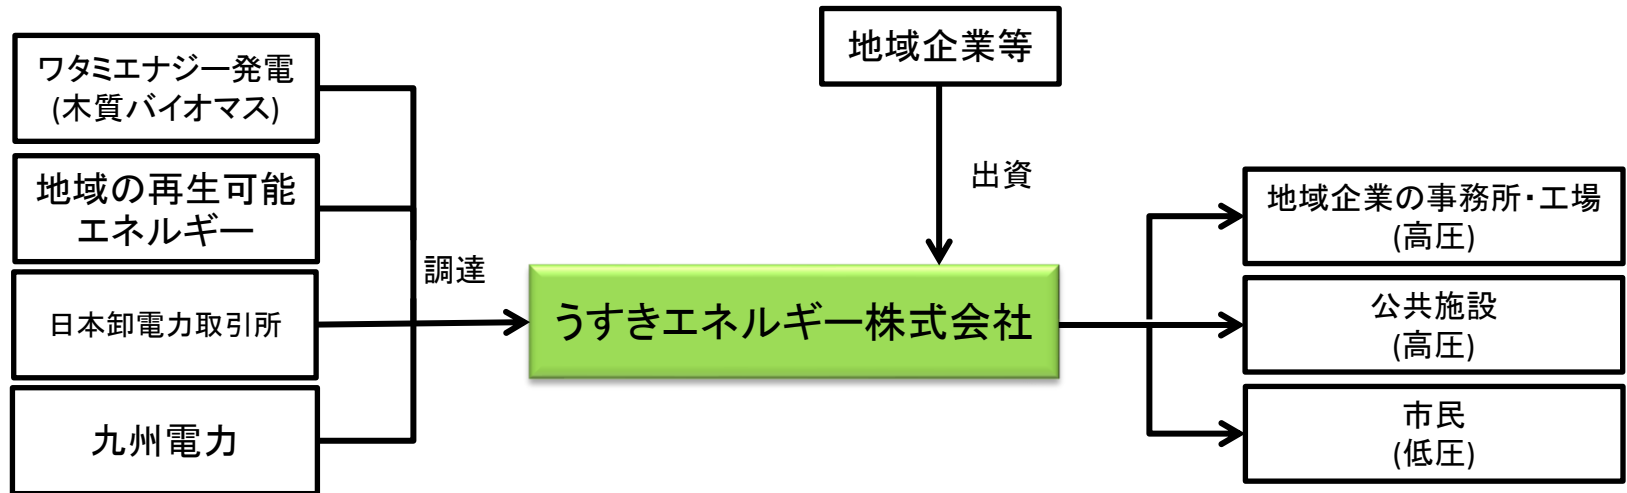 ワタミエナジー発電
(木質バイオマス)
地域の再生可能
エネルギー
日本卸電力取引所
九州電力
調達
地域企業等
出資
うすきエネルギー株式会社
地域企業の事務所・工場
(高圧)
公共施設
(高圧)
市民
(低圧)